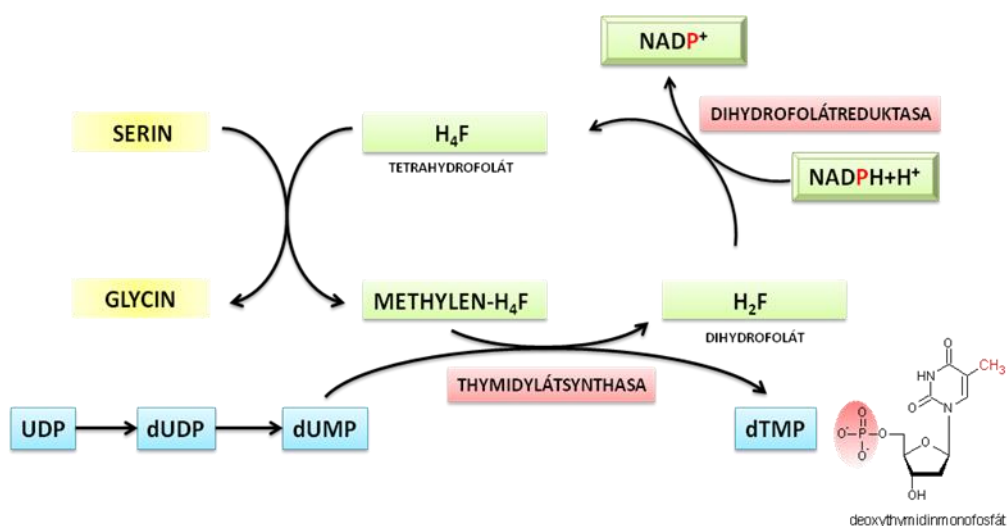 NADP⁺
DIHYDROFOLÁTREDUKTASA
SERIN
H₄F
TETRAHYDROFOLÁT
NADPH+H⁺
GLYCIN
METHYLEN-H₄F
H₂F
DIHYDROFOLÁT
THYMIDYLÁTSYNTHASA
UDP
dUDP
dUMP
dTMP
O
CH₃
NH
O
N
O
O⁻
P
O
O⁻
O
OH
deoxythymidinmonofosfát